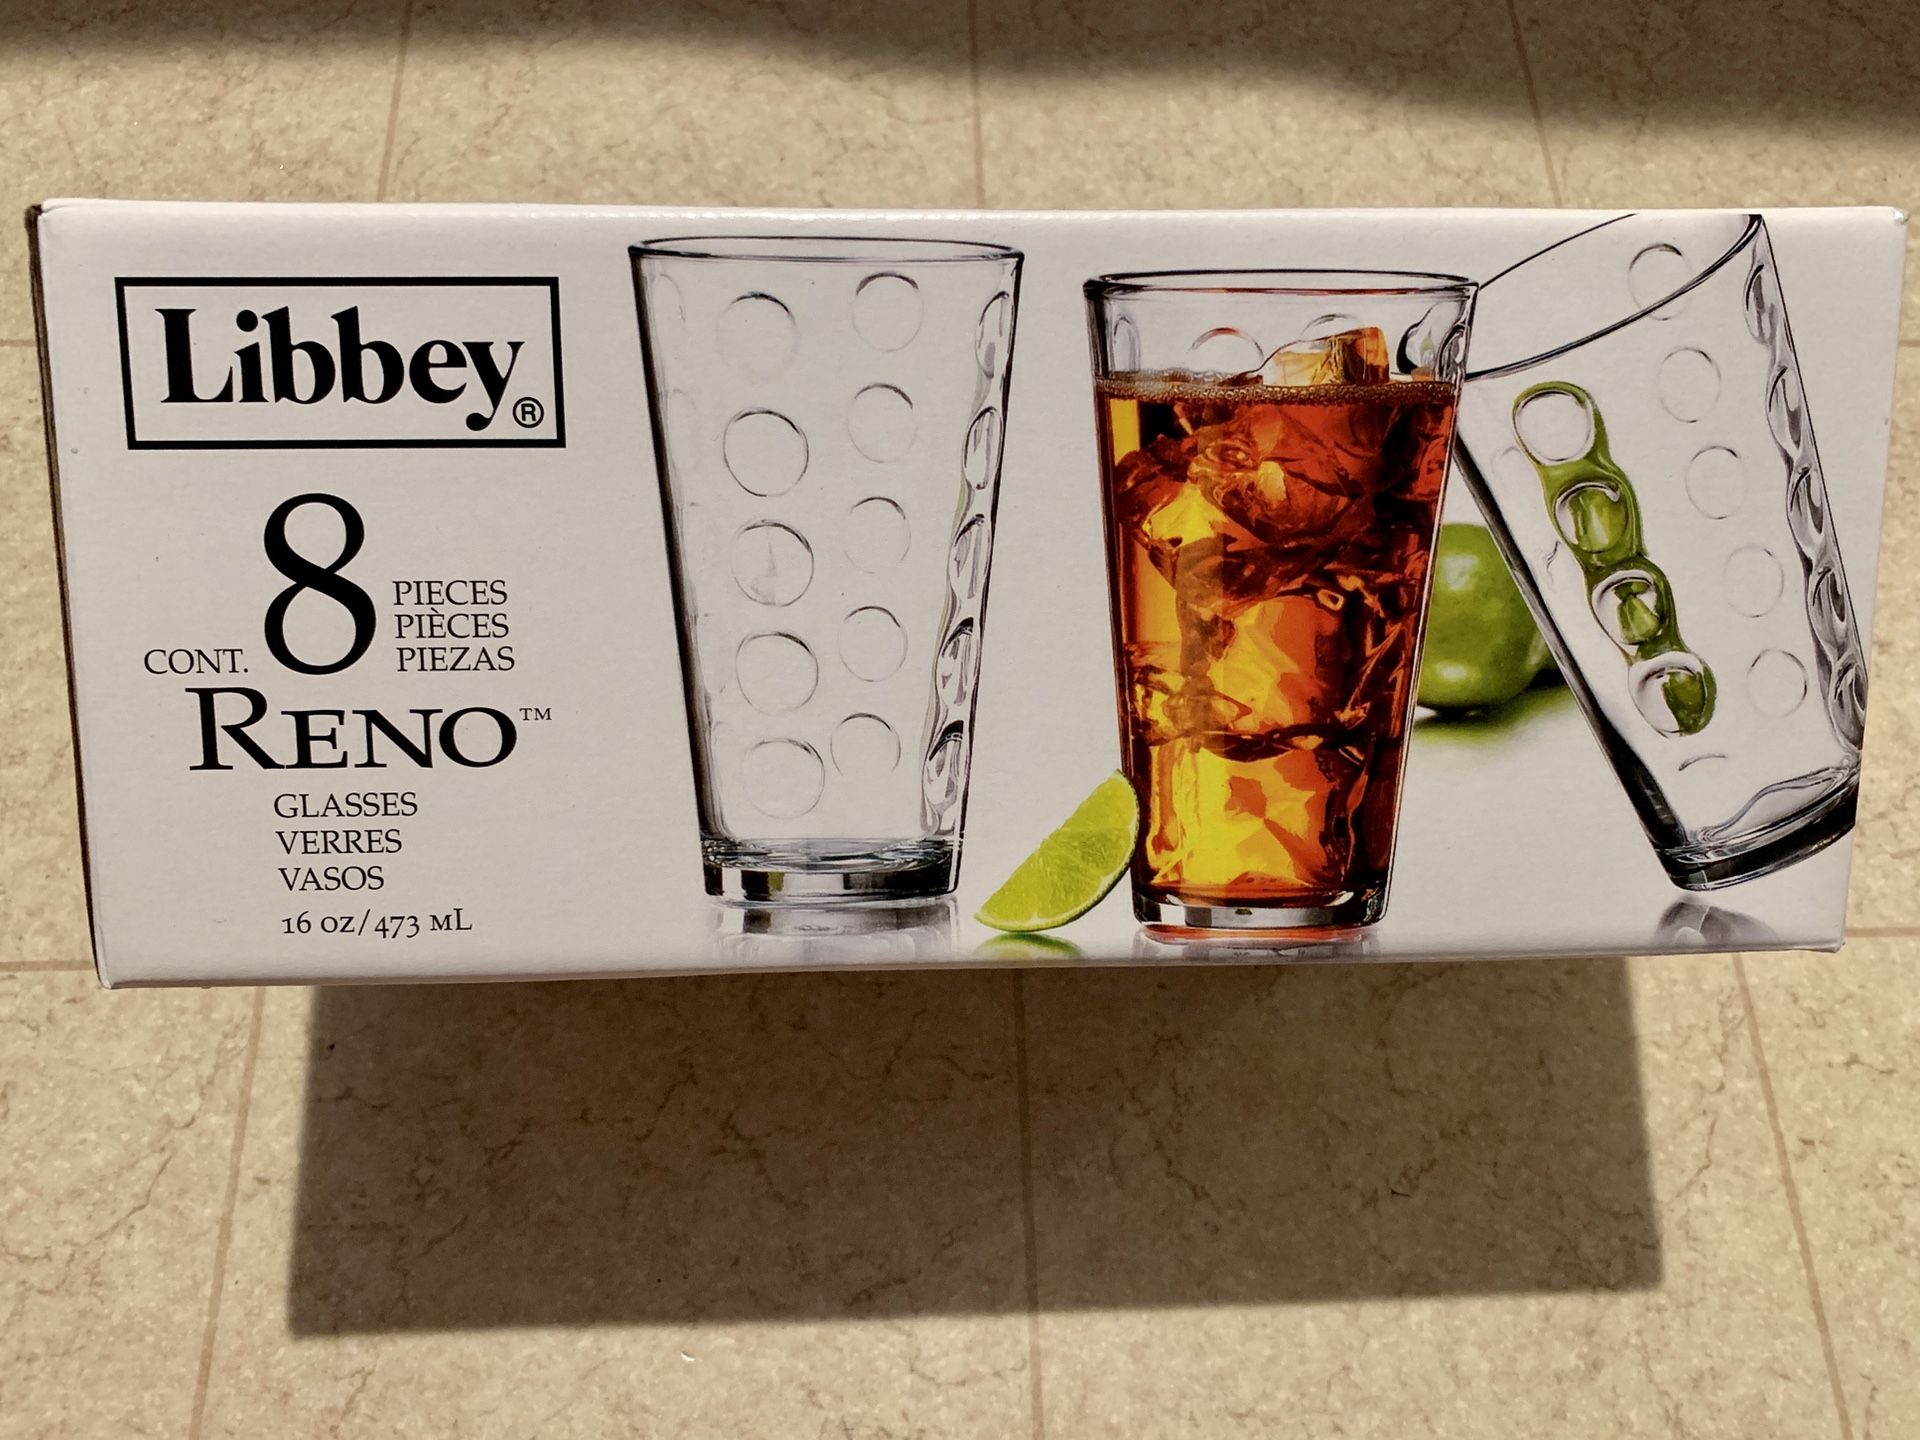 Libbey®
CONT. 8 PIECES
PIÈCES
PIEZAS
RENO™
GLASSES
VERRES
VASOS
16 oz/473 mL